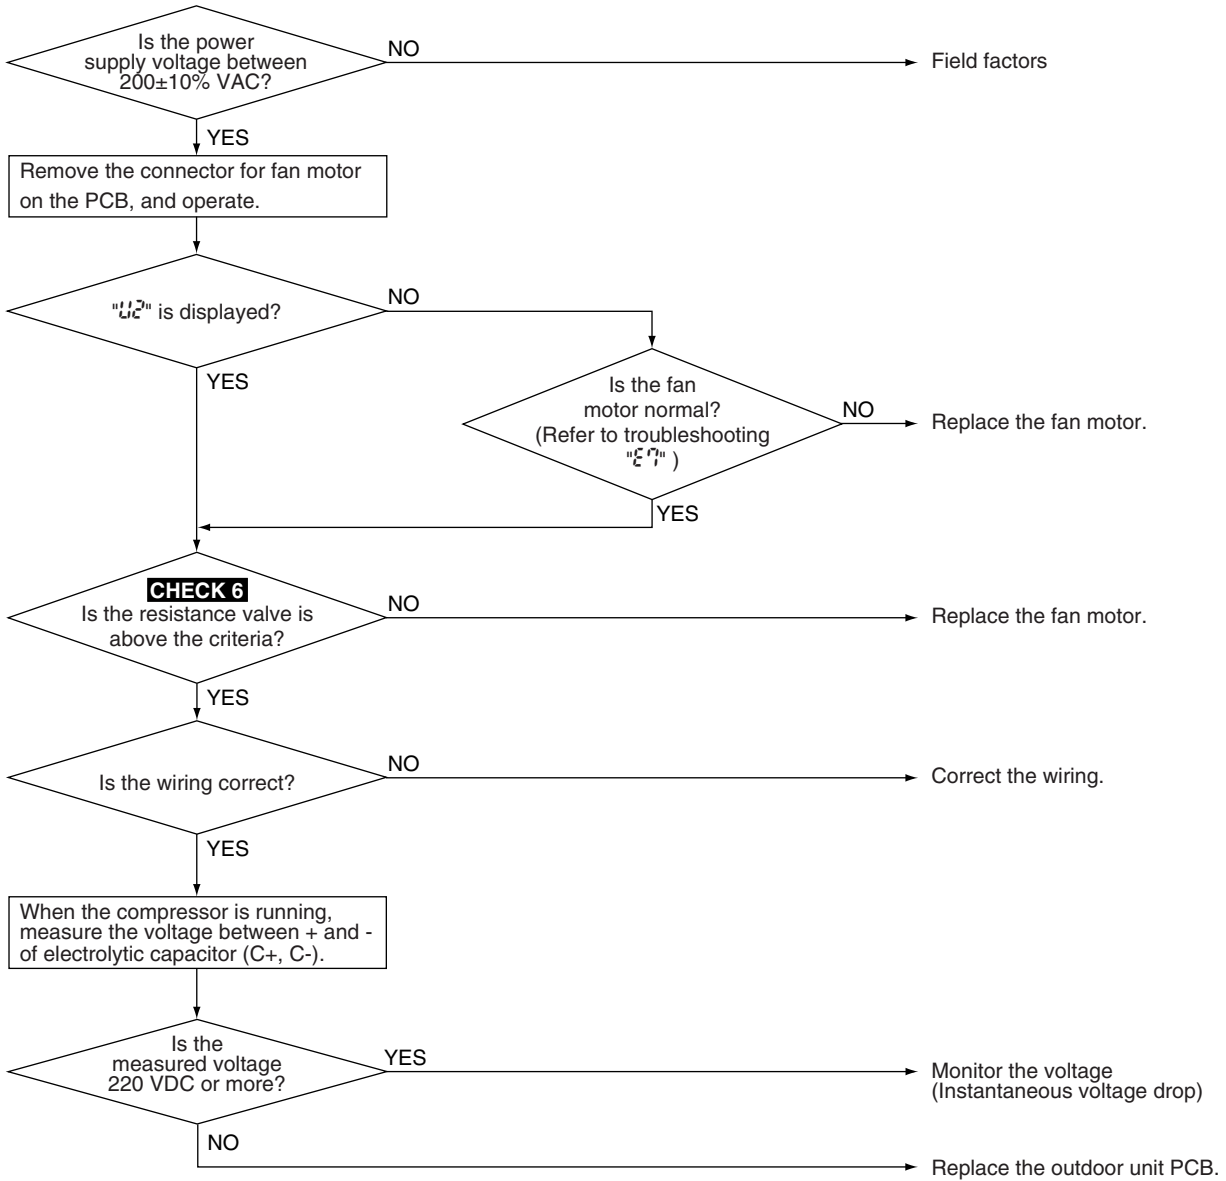 Is the power
supply voltage between
200±10% VAC?
NO
Field factors
YES
Remove the connector for fan motor
on the PCB, and operate.
"U2" is displayed?
NO
YES
Is the fan
motor normal?
(Refer to troubleshooting
"E7" )
NO
Replace the fan motor.
YES
CHECK 6
Is the resistance valve is
above the criteria?
NO
Replace the fan motor.
YES
Is the wiring correct?
NO
Correct the wiring.
YES
When the compressor is running,
measure the voltage between + and -
of electrolytic capacitor (C+, C-).
Is the
measured voltage
220 VDC or more?
YES
Monitor the voltage
(Instantaneous voltage drop)
NO
Replace the outdoor unit PCB.